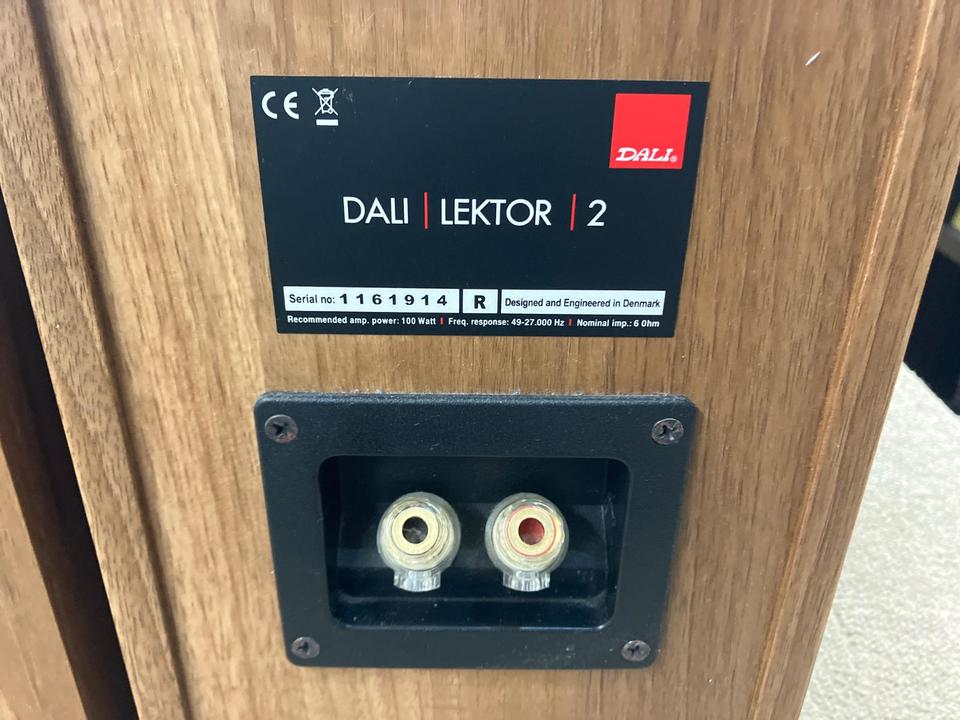 CE
DALI®
DALI | LEKTOR | 2
Serial no: 1161914 R Designed and Engineered in Denmark
Recommended amp. power: 100 Watt | Freq. response: 49-27.000 Hz | Nominal imp.: 6 Ohm